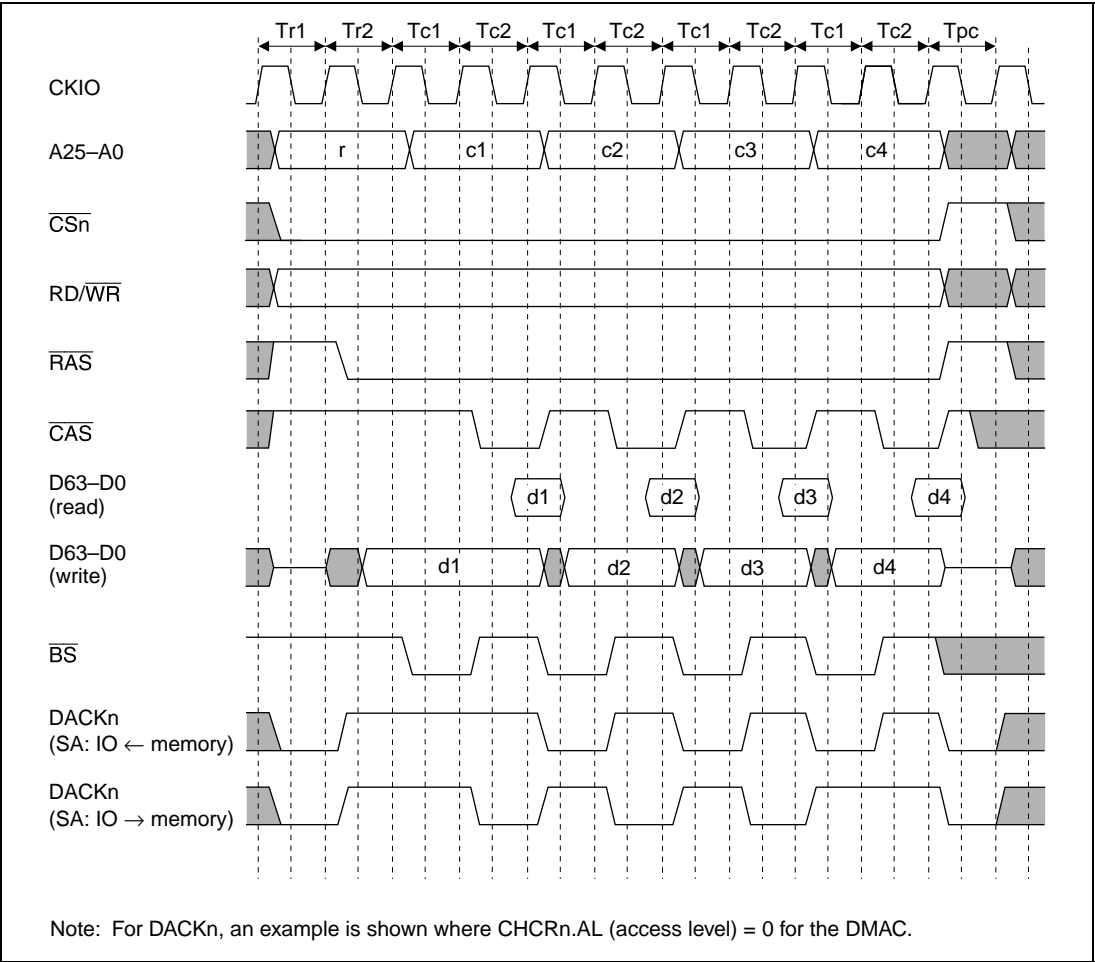 Tr1 Tr2 Tc1 Tc2 Tc1 Tc2 Tc1 Tc2 Tc1 Tc2 Tpc
CKIO
A25–A0 r c1 c2 c3 c4
CSn
RD/WR
RAS
CAS
D63–D0
(read) d1 d2 d3 d4
D63–D0
(write) d1 d2 d3 d4
BS
DACKn
(SA: IO ← memory)
DACKn
(SA: IO → memory)
Note: For DACKn, an example is shown where CHCRn.AL (access level) = 0 for the DMAC.